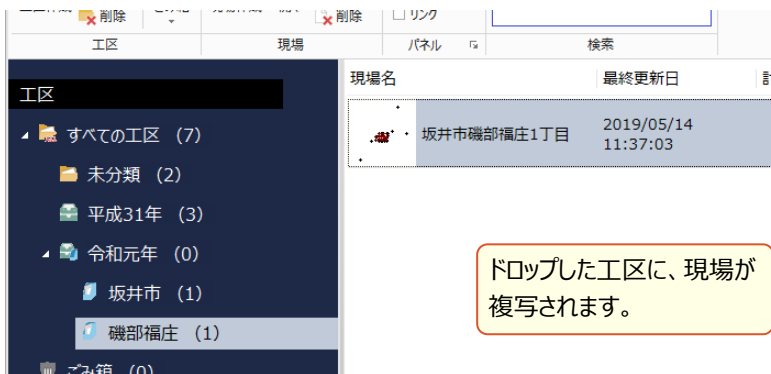 削除
削除
リンク
工区
現場
パネル
検索
現場名
最終更新日
工区
すべての工区 (7)
坂井市磯部福庄1丁目
2019/05/14
11:37:03
未分類 (2)
平成31年 (3)
令和元年 (0)
坂井市 (1)
磯部福庄 (1)
ごみ箱 (0)
ドロップした工区に、現場が
複写されます。